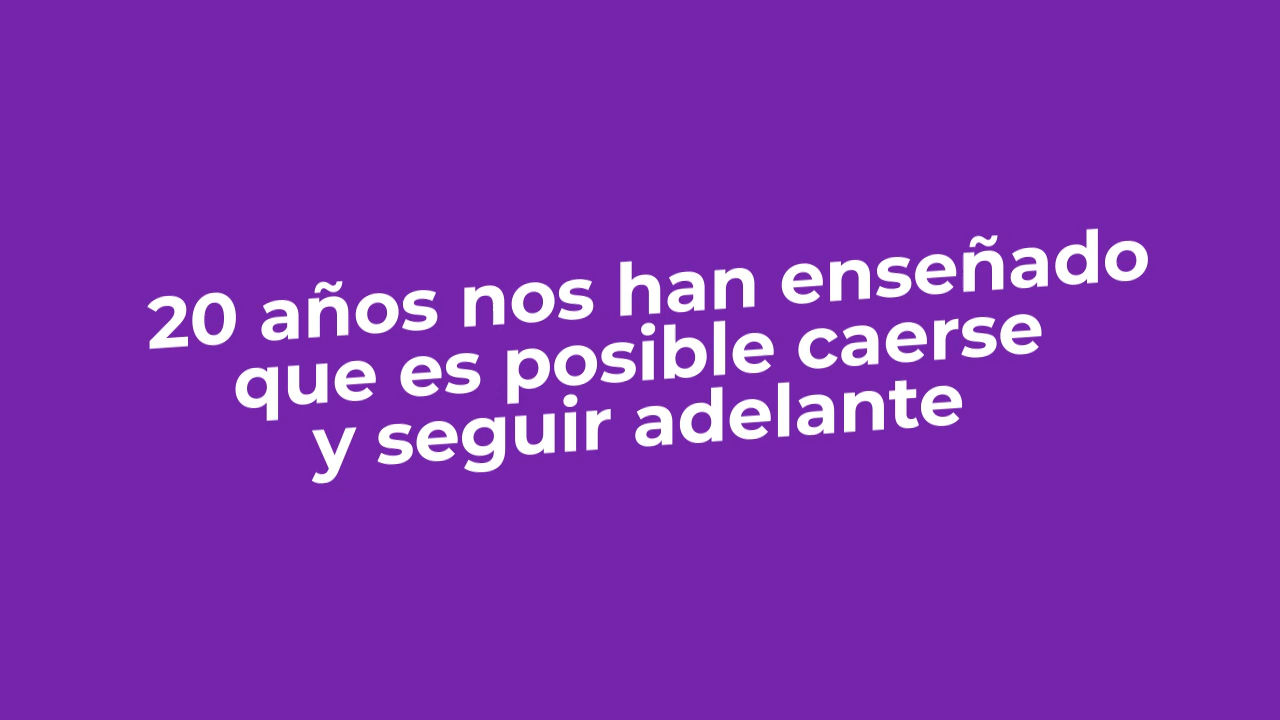 20 años nos han enseñado
que es posible caerse
y seguir adelante